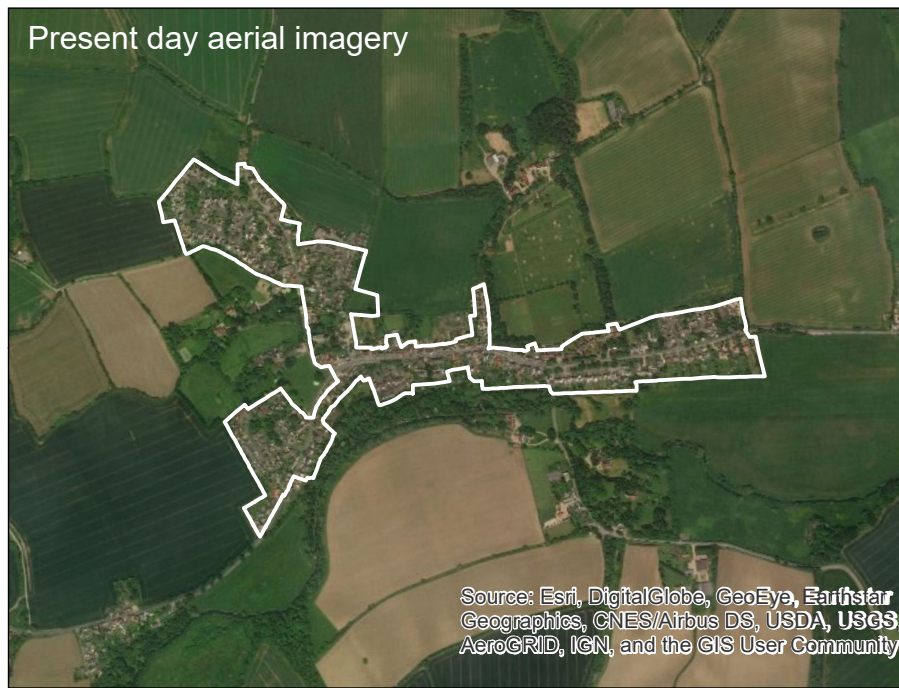 Present day aerial imagery
Source: Esri, DigitalGlobe, GeoEye, Earthstar
Geographics, CNES/Airbus DS, USDA, USGS,
AeroGRID, IGN, and the GIS User Community